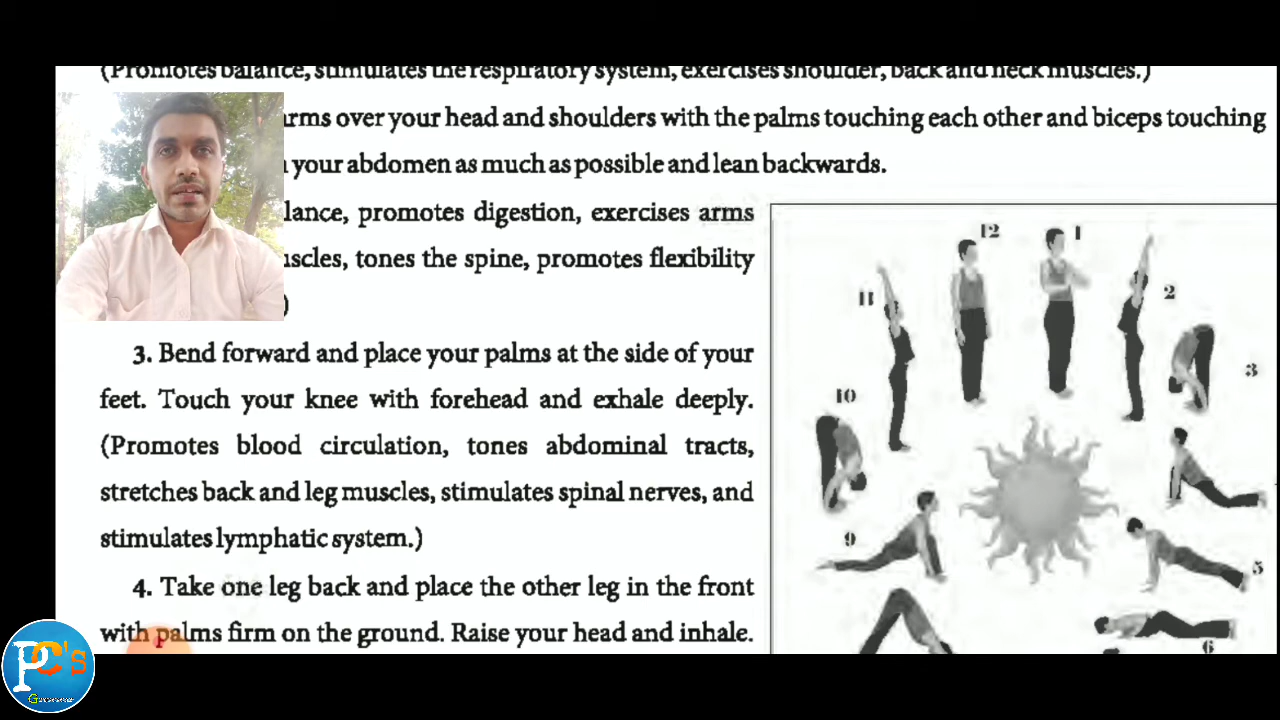 (Promotes balance, stimulates the respiratory system, exercises shoulder, back and neck muscles.)
arms over your head and shoulders with the palms touching each other and biceps touching
your abdomen as much as possible and lean backwards.
promotes digestion, exercises arms
tones the spine, promotes flexibility
)
3. Bend forward and place your palms at the side of your
feet. Touch your knee with forehead and exhale deeply.
(Promotes blood circulation, tones abdominal tracts,
stretches back and leg muscles, stimulates spinal nerves, and
stimulates lymphatic system.)
4. Take one leg back and place the other leg in the front
with palms firm on the ground. Raise your head and inhale.
12
1
11
2
3
10
9
5
6
PC's